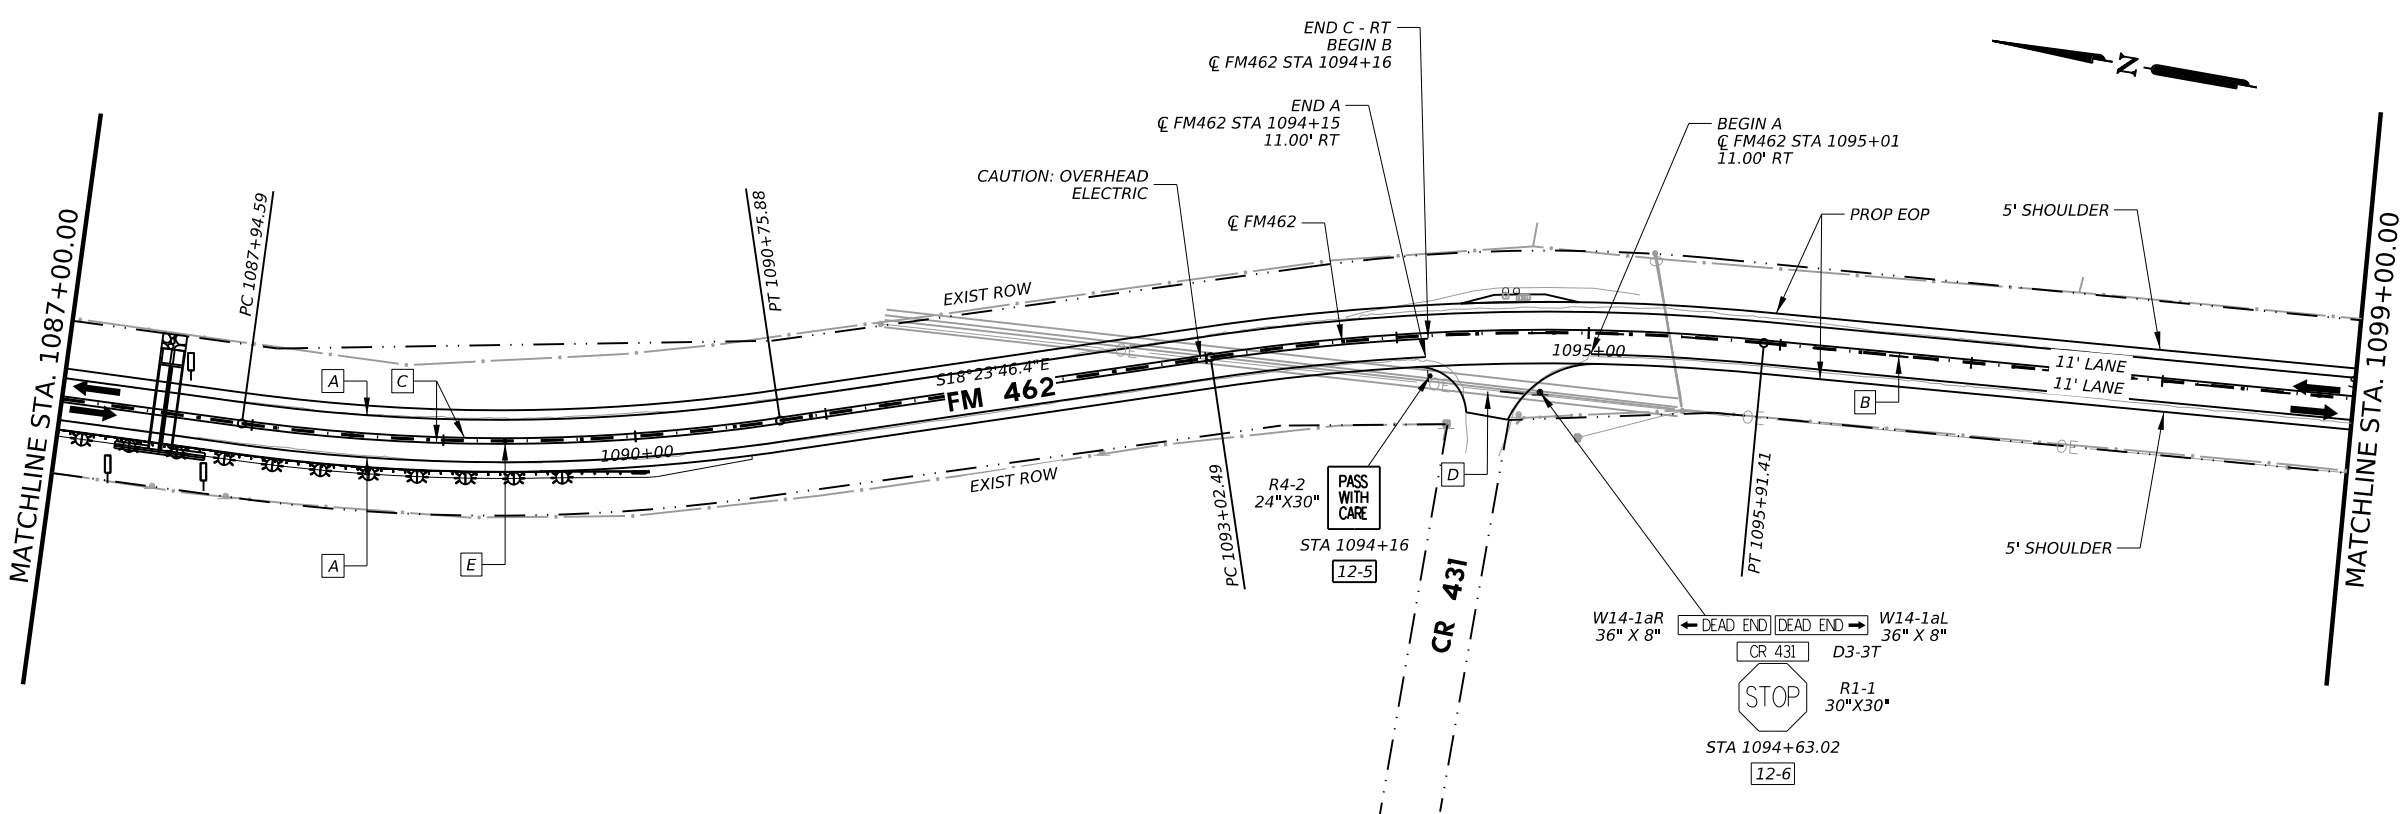 END C - RT
BEGIN B
℄ FM462 STA 1094+16
END A
℄ FM462 STA 1094+15
11.00' RT
BEGIN A
℄ FM462 STA 1095+01
11.00' RT
CAUTION: OVERHEAD
ELECTRIC
℄ FM462
PROP EOP
5' SHOULDER
N
MATCHLINE STA. 1087+00.00
PC 1087+94.59
PT 1090+75.88
EXIST ROW
A
C
S18°23'46.4"E
FM 462
1090+00
1095+00
OE
OE
OE
OE
11' LANE
11' LANE
B
MATCHLINE STA. 1099+00.00
EXIST ROW
A
E
PC 1093+02.49
R4-2
24"X30"
PASS
WITH
CARE
STA 1094+16
12-5
D
CR 431
PT 1095+91.41
5' SHOULDER
W14-1aR
36" X 8"
DEAD END
DEAD END
W14-1aL
36" X 8"
CR 431
D3-3T
STOP
R1-1
30"X30"
STA 1094+63.02
12-6